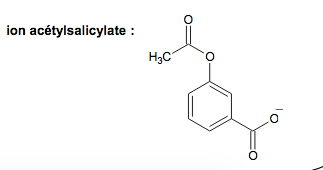 ion acétylsalicylate :
O
H₃C
O
O⁻
O